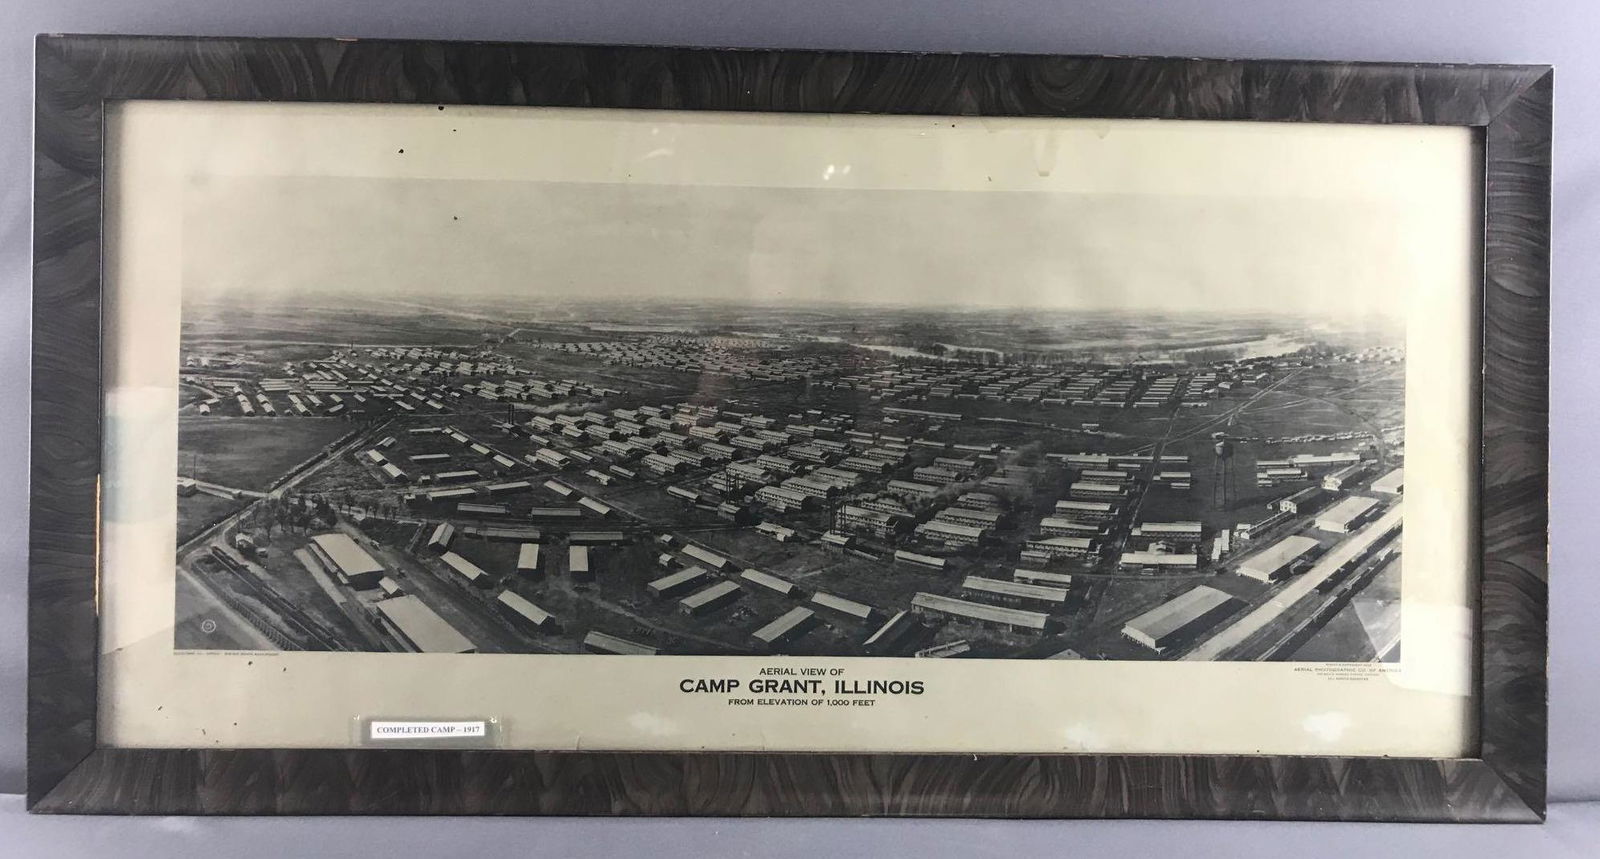 AERIAL PHOTOGRAPHIC CO. OF AMERICA
AERIAL VIEW OF
CAMP GRANT, ILLINOIS
FROM ELEVATION OF 1,000 FEET
COMPLETED CAMP – 1917